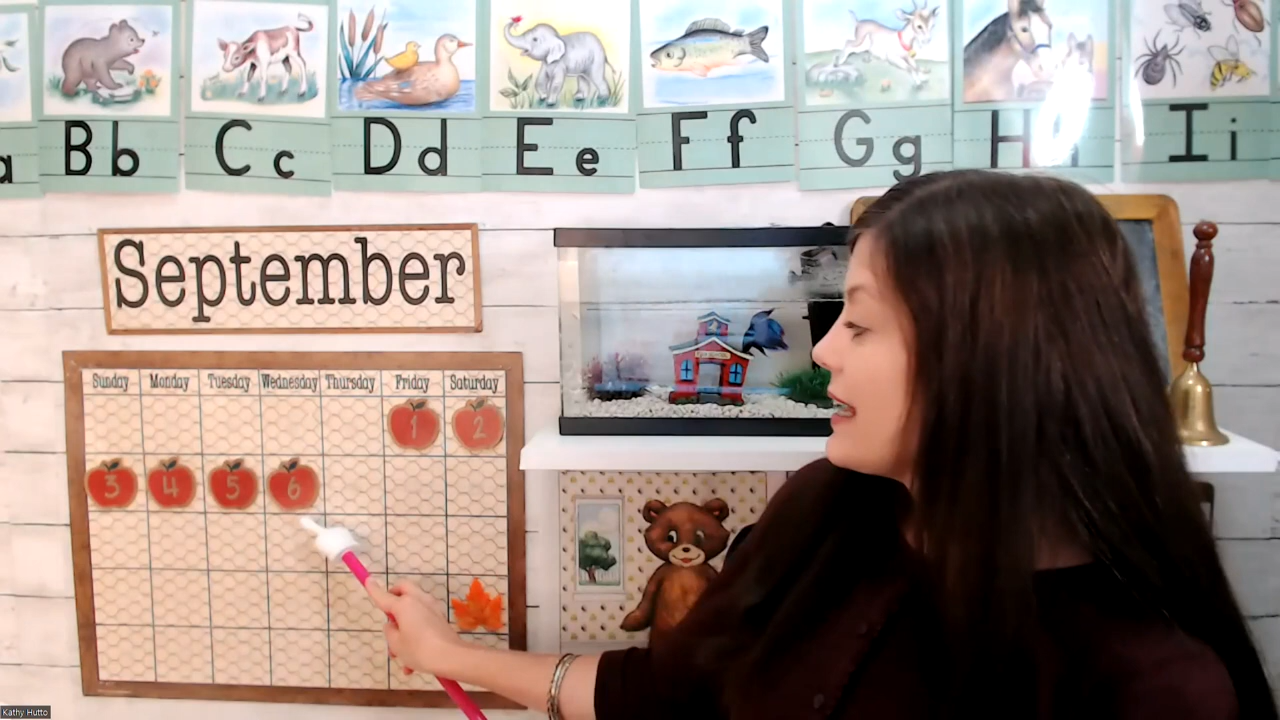 a Bb Cc Dd Ee Ff Gg H Ii
September
Sunday Monday Tuesday Wednesday Thursday Friday Saturday
1 2
3 4 5 6
Kathy Hutto